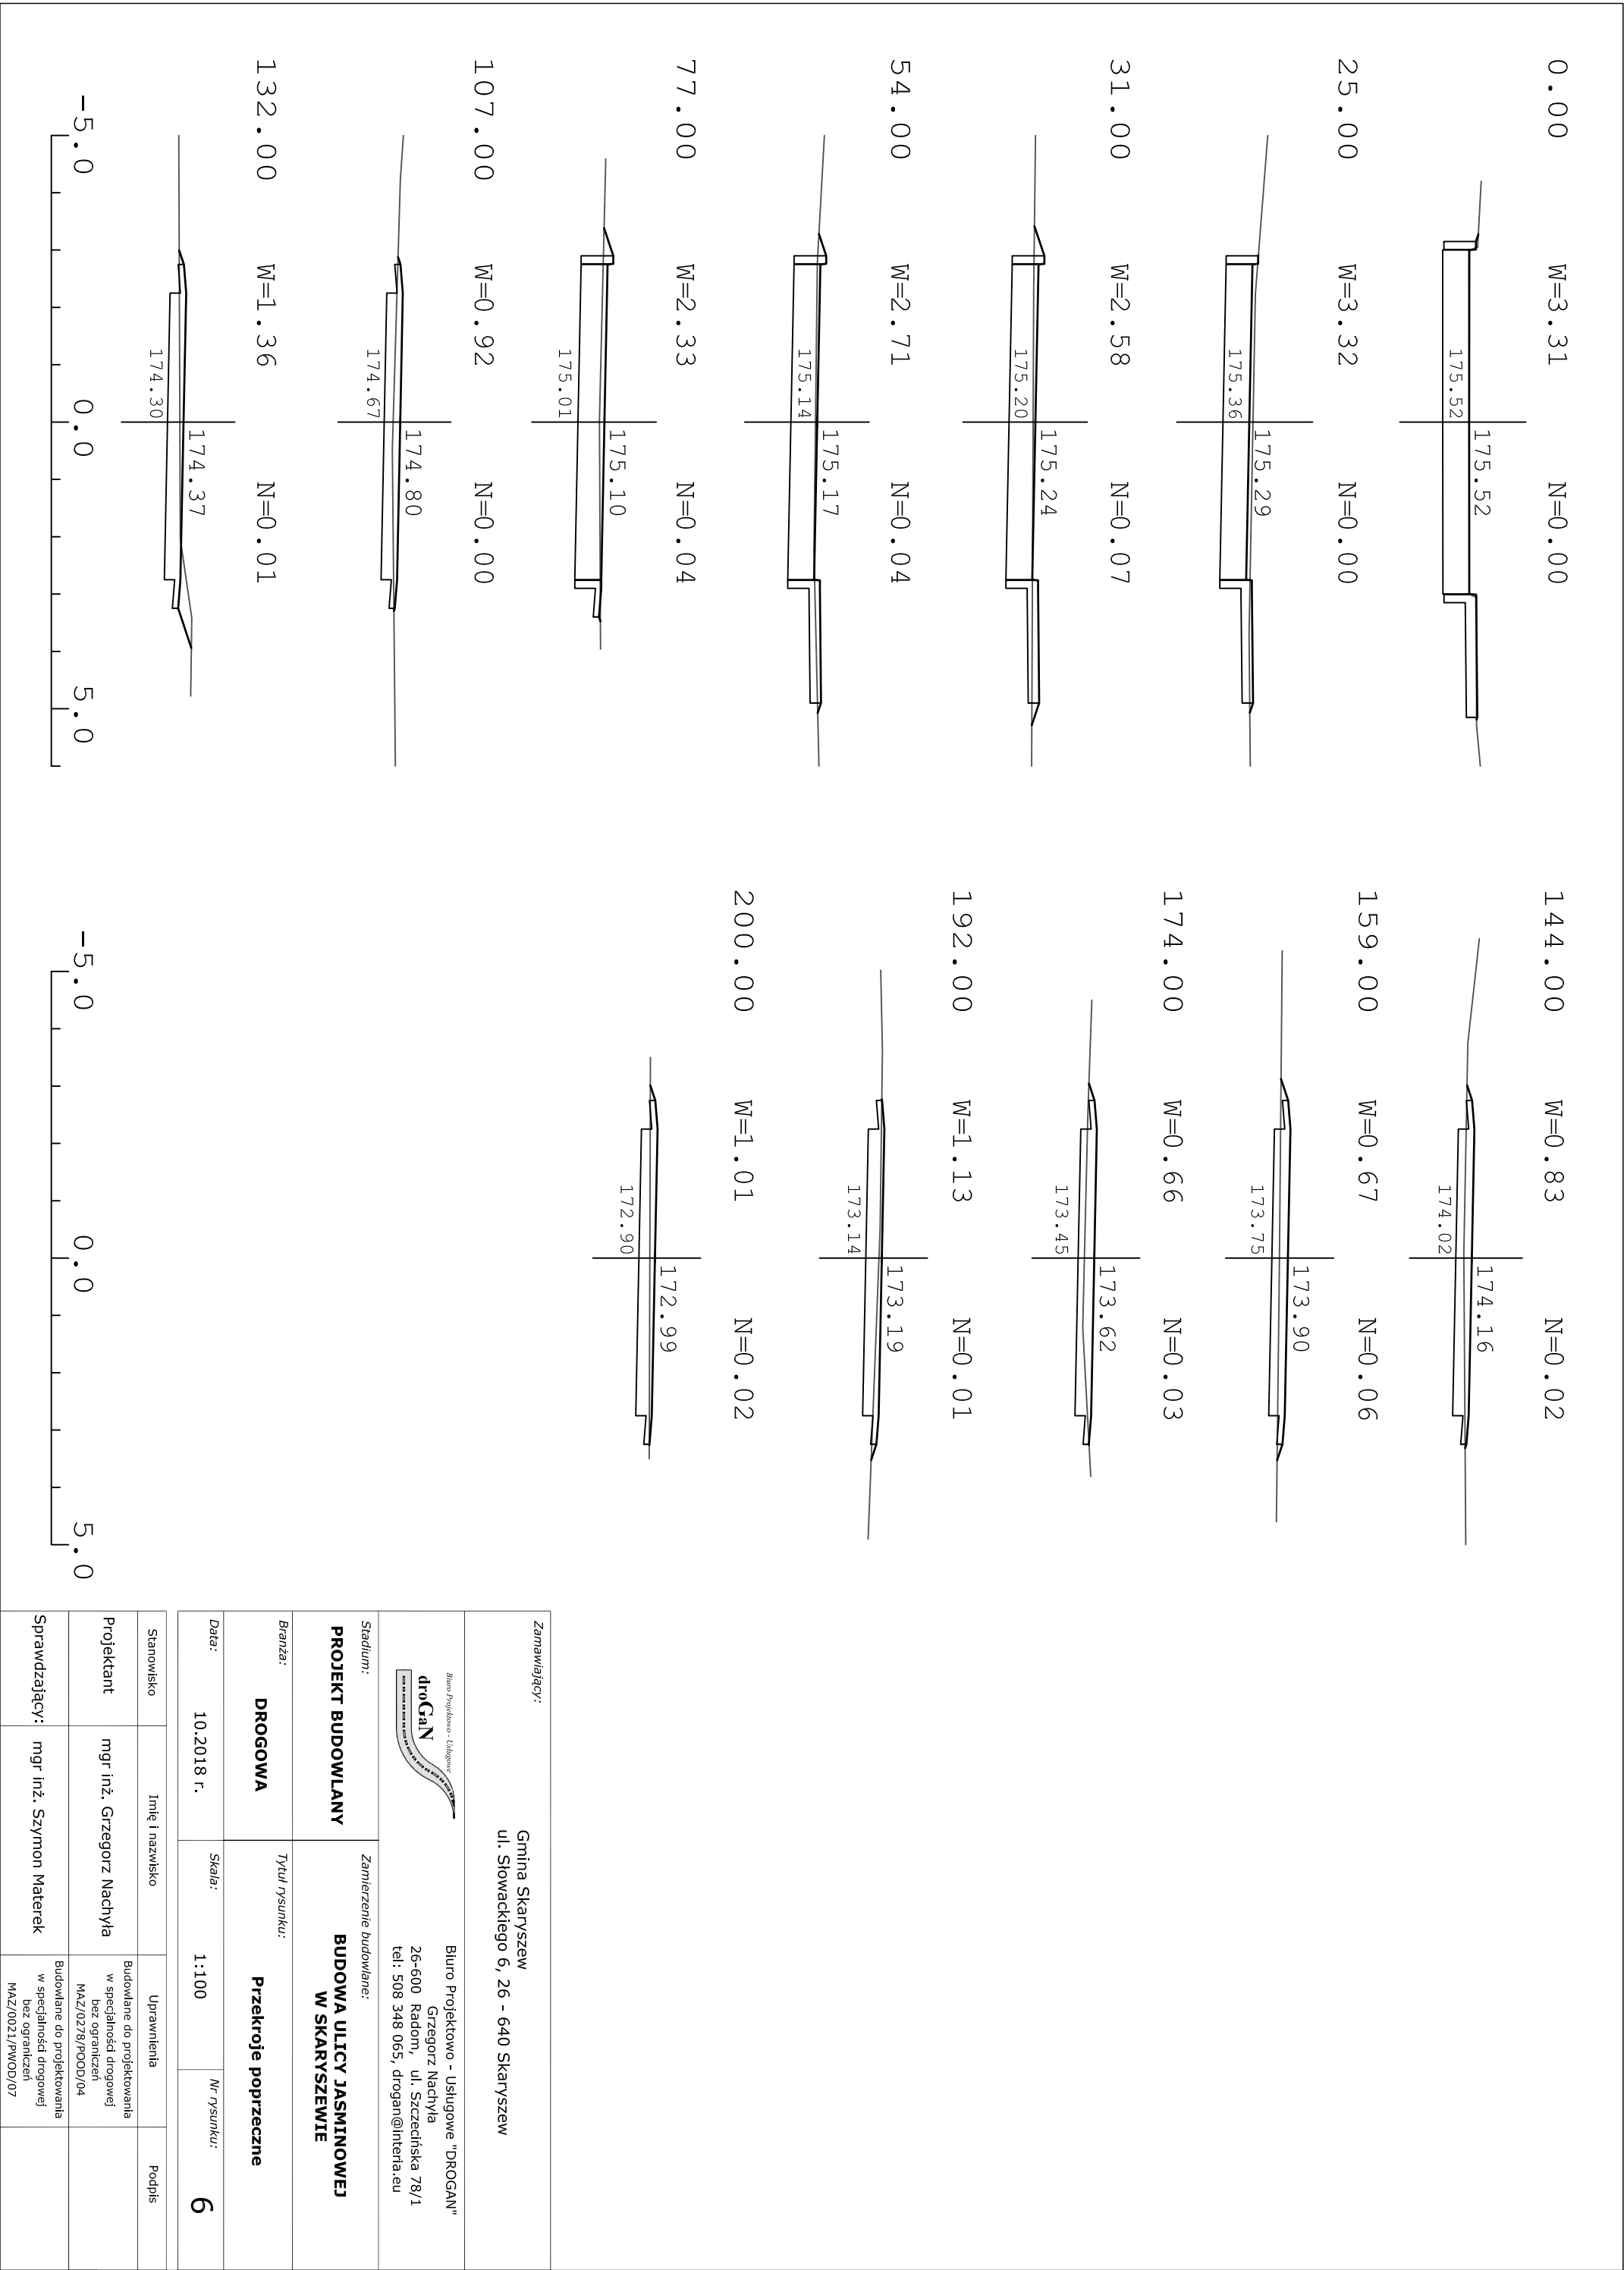 0.00 W=3.31 N=0.00
175.52
175.52
25.00 W=3.32 N=0.00
175.36
175.29
31.00 W=2.58 N=0.07
175.20
175.24
54.00 W=2.71 N=0.04
175.14
175.17
77.00 W=2.33 N=0.04
175.01
175.10
107.00 W=0.92 N=0.00
174.67
174.80
132.00 W=1.36 N=0.01
174.30
174.37
-5.0 0.0 5.0
144.00 W=0.83 N=0.02
174.02
174.16
159.00 W=0.67 N=0.06
173.75
173.90
174.00 W=0.66 N=0.03
173.45
173.62
192.00 W=1.13 N=0.01
173.14
173.19
200.00 W=1.01 N=0.02
172.90
172.99
-5.0 0.0 5.0
Zamawiający:
Gmina Skaryszew
ul. Słowackiego 6, 26 - 640 Skaryszew
Biuro Projektowo - Usługowe
droGaN
Biuro Projektowo - Usługowe "DROGAN"
Grzegorz Nachyła
26-600 Radom, ul. Szczecińska 78/1
tel: 508 348 065, drogan@interia.eu
Stadium:
PROJEKT BUDOWLANY
Zamierzenie budowlane:
BUDOWA ULICY JASMINOWEJ
W SKARYSZEWIE
Branża:
DROGOWA
Tytuł rysunku:
Przekroje poprzeczne
Data:
10.2018 r.
Skala:
1:100
Nr rysunku:
6
Stanowisko Imię i nazwisko Uprawnienia Podpis
Projektant mgr inż. Grzegorz Nachyła
Budowlane do projektowania
w specjalności drogowej
bez ograniczeń
MAZ/0278/POOD/04
Sprawdzający: mgr inż. Szymon Materek
Budowlane do projektowania
w specjalności drogowej
bez ograniczeń
MAZ/0021/PWOD/07